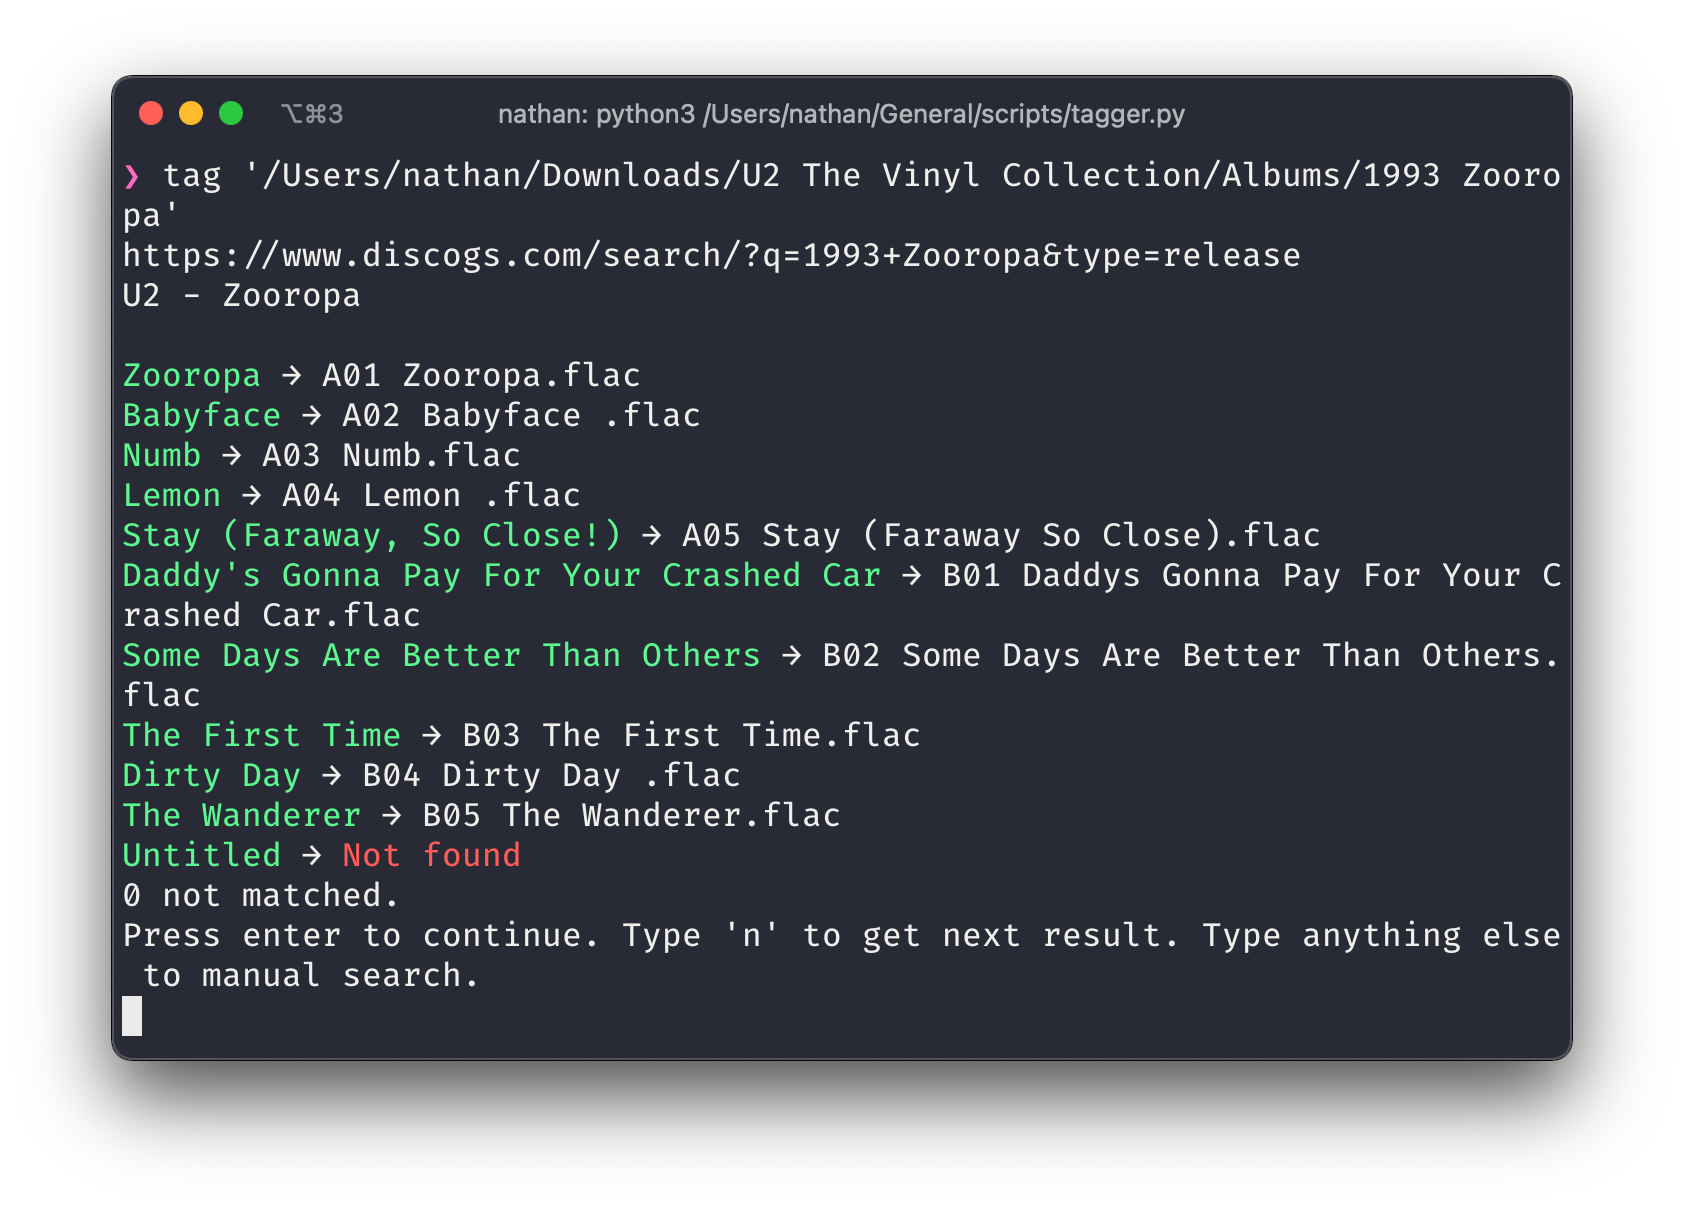 ⌥⌘3
nathan: python3 /Users/nathan/General/scripts/tagger.py
❯ tag '/Users/nathan/Downloads/U2 The Vinyl Collection/Albums/1993 Zooro
pa'
https://www.discogs.com/search/?q=1993+Zooropa&type=release
U2 - Zooropa
Zooropa → A01 Zooropa.flac
Babyface → A02 Babyface .flac
Numb → A03 Numb.flac
Lemon → A04 Lemon .flac
Stay (Faraway, So Close!) → A05 Stay (Faraway So Close).flac
Daddy's Gonna Pay For Your Crashed Car → B01 Daddys Gonna Pay For Your C
rashed Car.flac
Some Days Are Better Than Others → B02 Some Days Are Better Than Others.
flac
The First Time → B03 The First Time.flac
Dirty Day → B04 Dirty Day .flac
The Wanderer → B05 The Wanderer.flac
Untitled → Not found
0 not matched.
Press enter to continue. Type 'n' to get next result. Type anything else
 to manual search.